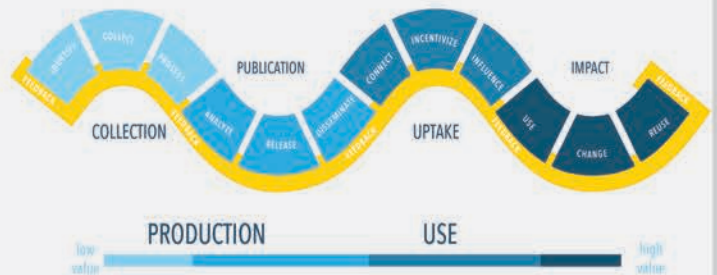 IDENTIFY
COLLECT
PROCESS
FEEDBACK
COLLECTION
PUBLICATION
FEEDBACK
ANALYZE
RELEASE
DISSEMINATE
FEEDBACK
CONNECT
INCENTIVIZE
INFLUENCE
UPTAKE
IMPACT
FEEDBACK
USE
CHANGE
REUSE
FEEDBACK
PRODUCTION
USE
low
value
high
value